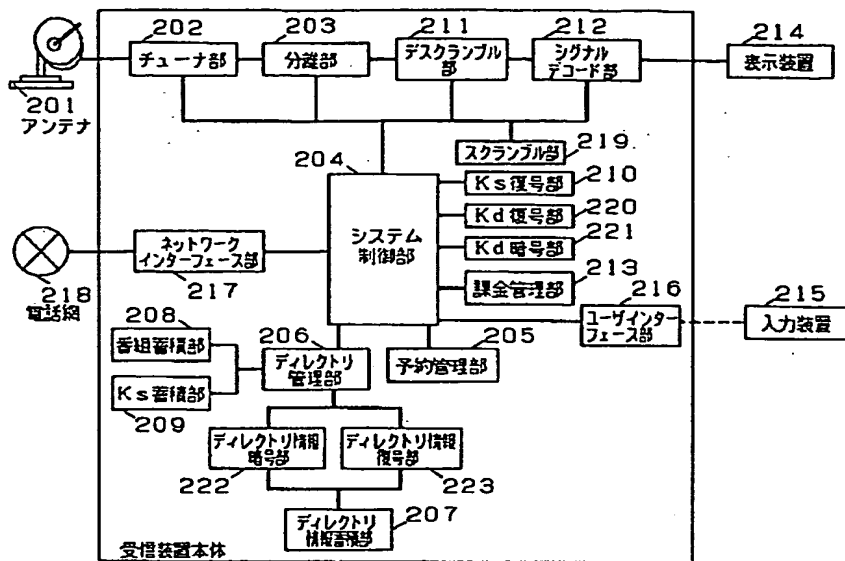 202
203
211
212
214
チューナ部
分離部
デスクランブル
部
シグナル
デコード部
表示装置
201
アンテナ
219
スクランブル部
204
Ks復号部
210
Kd復号部
220
システム
制御部
Kd暗号部
221
ネットワーク
インターフェース部
213
課金管理部
218
電話網
217
216
215
208
206
205
ユーザインター
フェース部
入力装置
番組蓄積部
ディレクトリ
管理部
予約管理部
Ks蓄積部
209
ディレクトリ情報
暗号部
ディレクトリ情報
復号部
222
223
207
ディレクトリ
情報蓄積部
受信装置本体